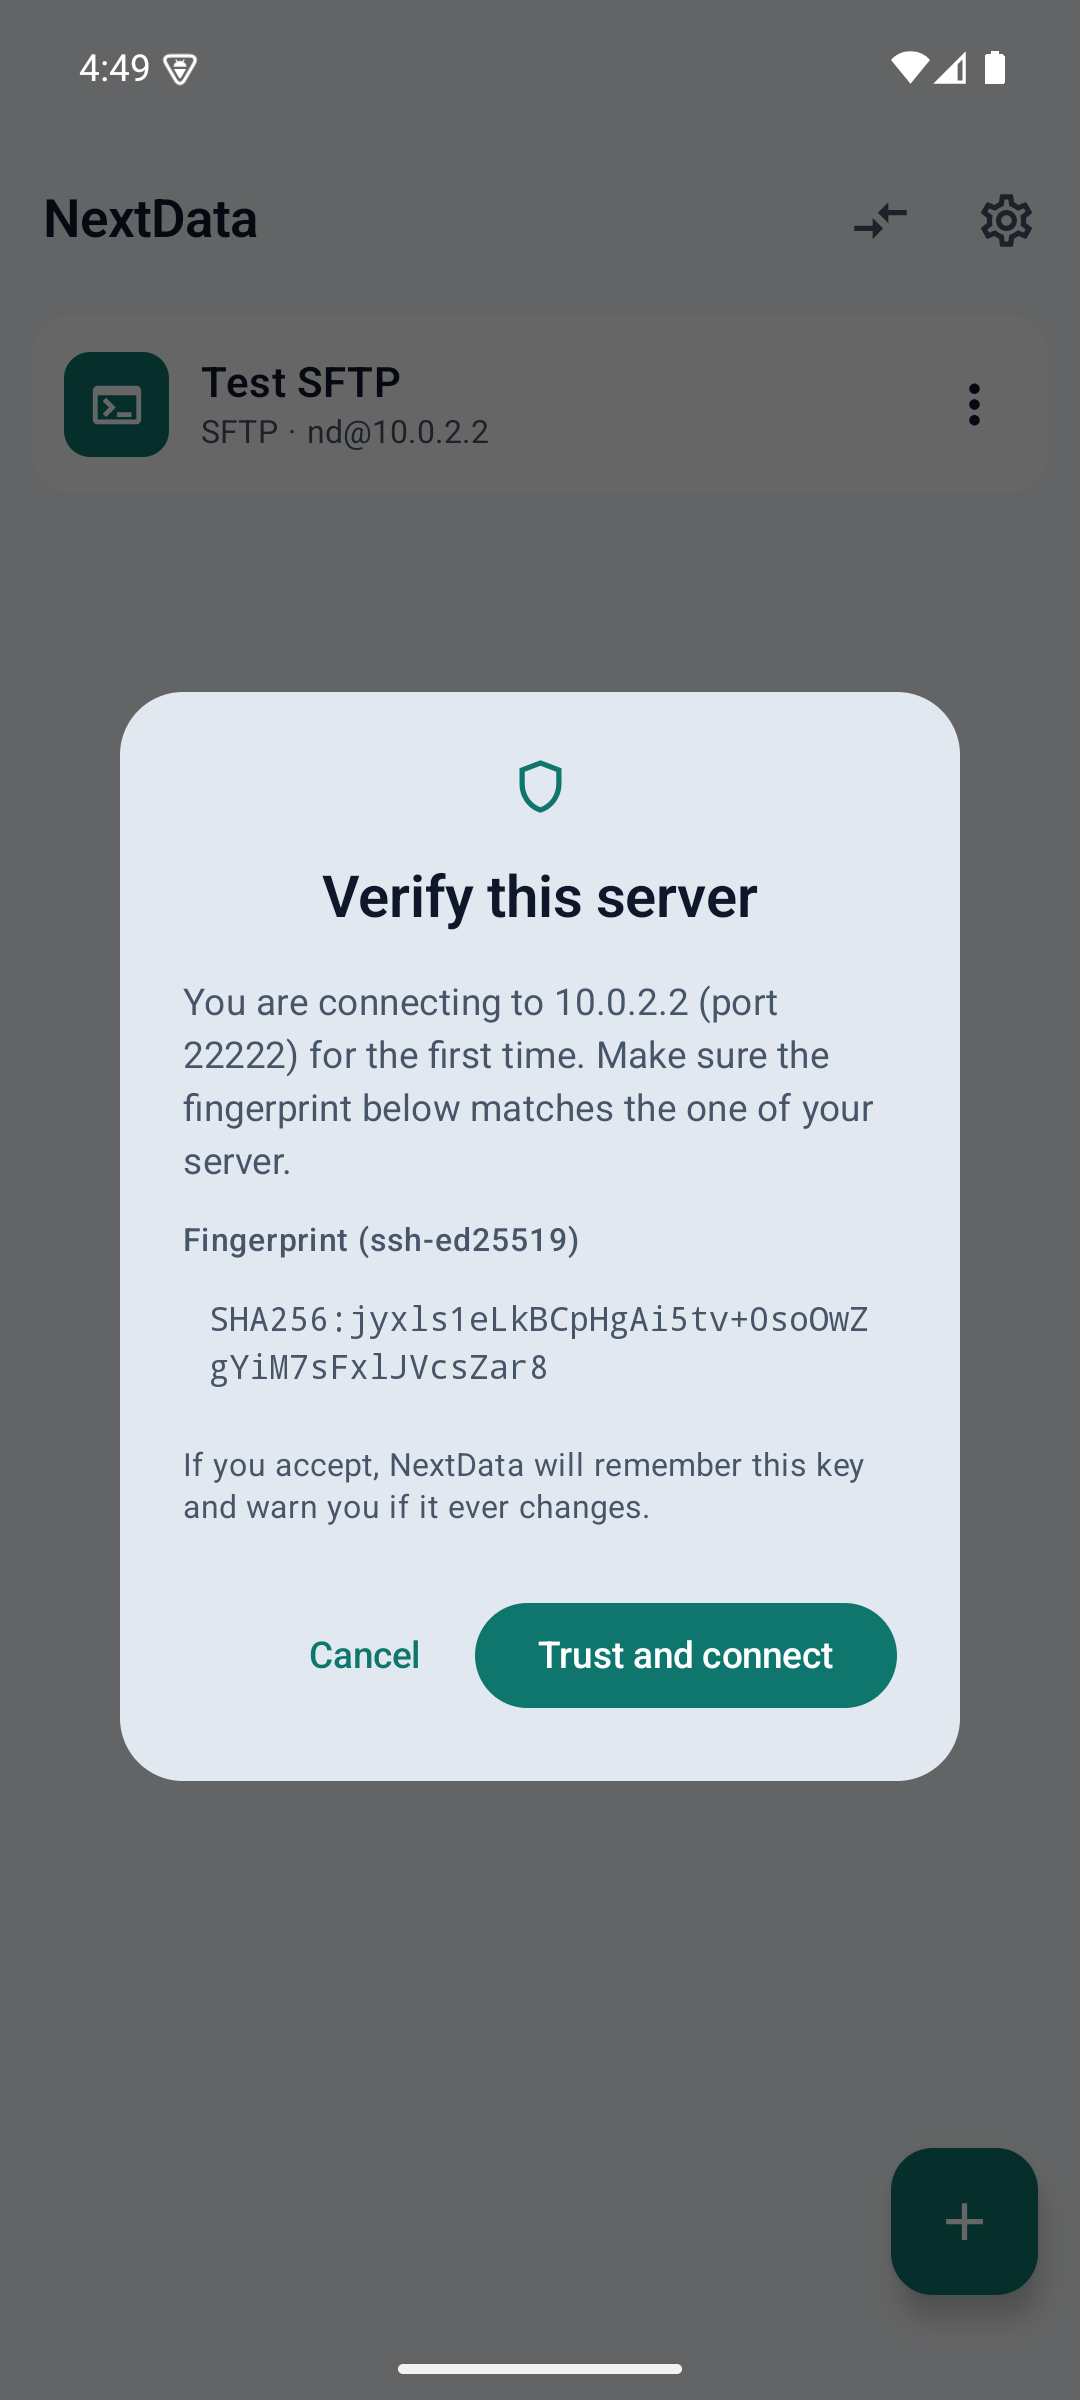 4:49
NextData
Test SFTP
SFTP · nd@10.0.2.2
Verify this server
You are connecting to 10.0.2.2 (port
22222) for the first time. Make sure the
fingerprint below matches the one of your
server.
Fingerprint (ssh-ed25519)
SHA256:jyxls1eLkBCpHgAi5tv+OsoOwZ
gYiM7sFxlJVcsZar8
If you accept, NextData will remember this key
and warn you if it ever changes.
Cancel
Trust and connect